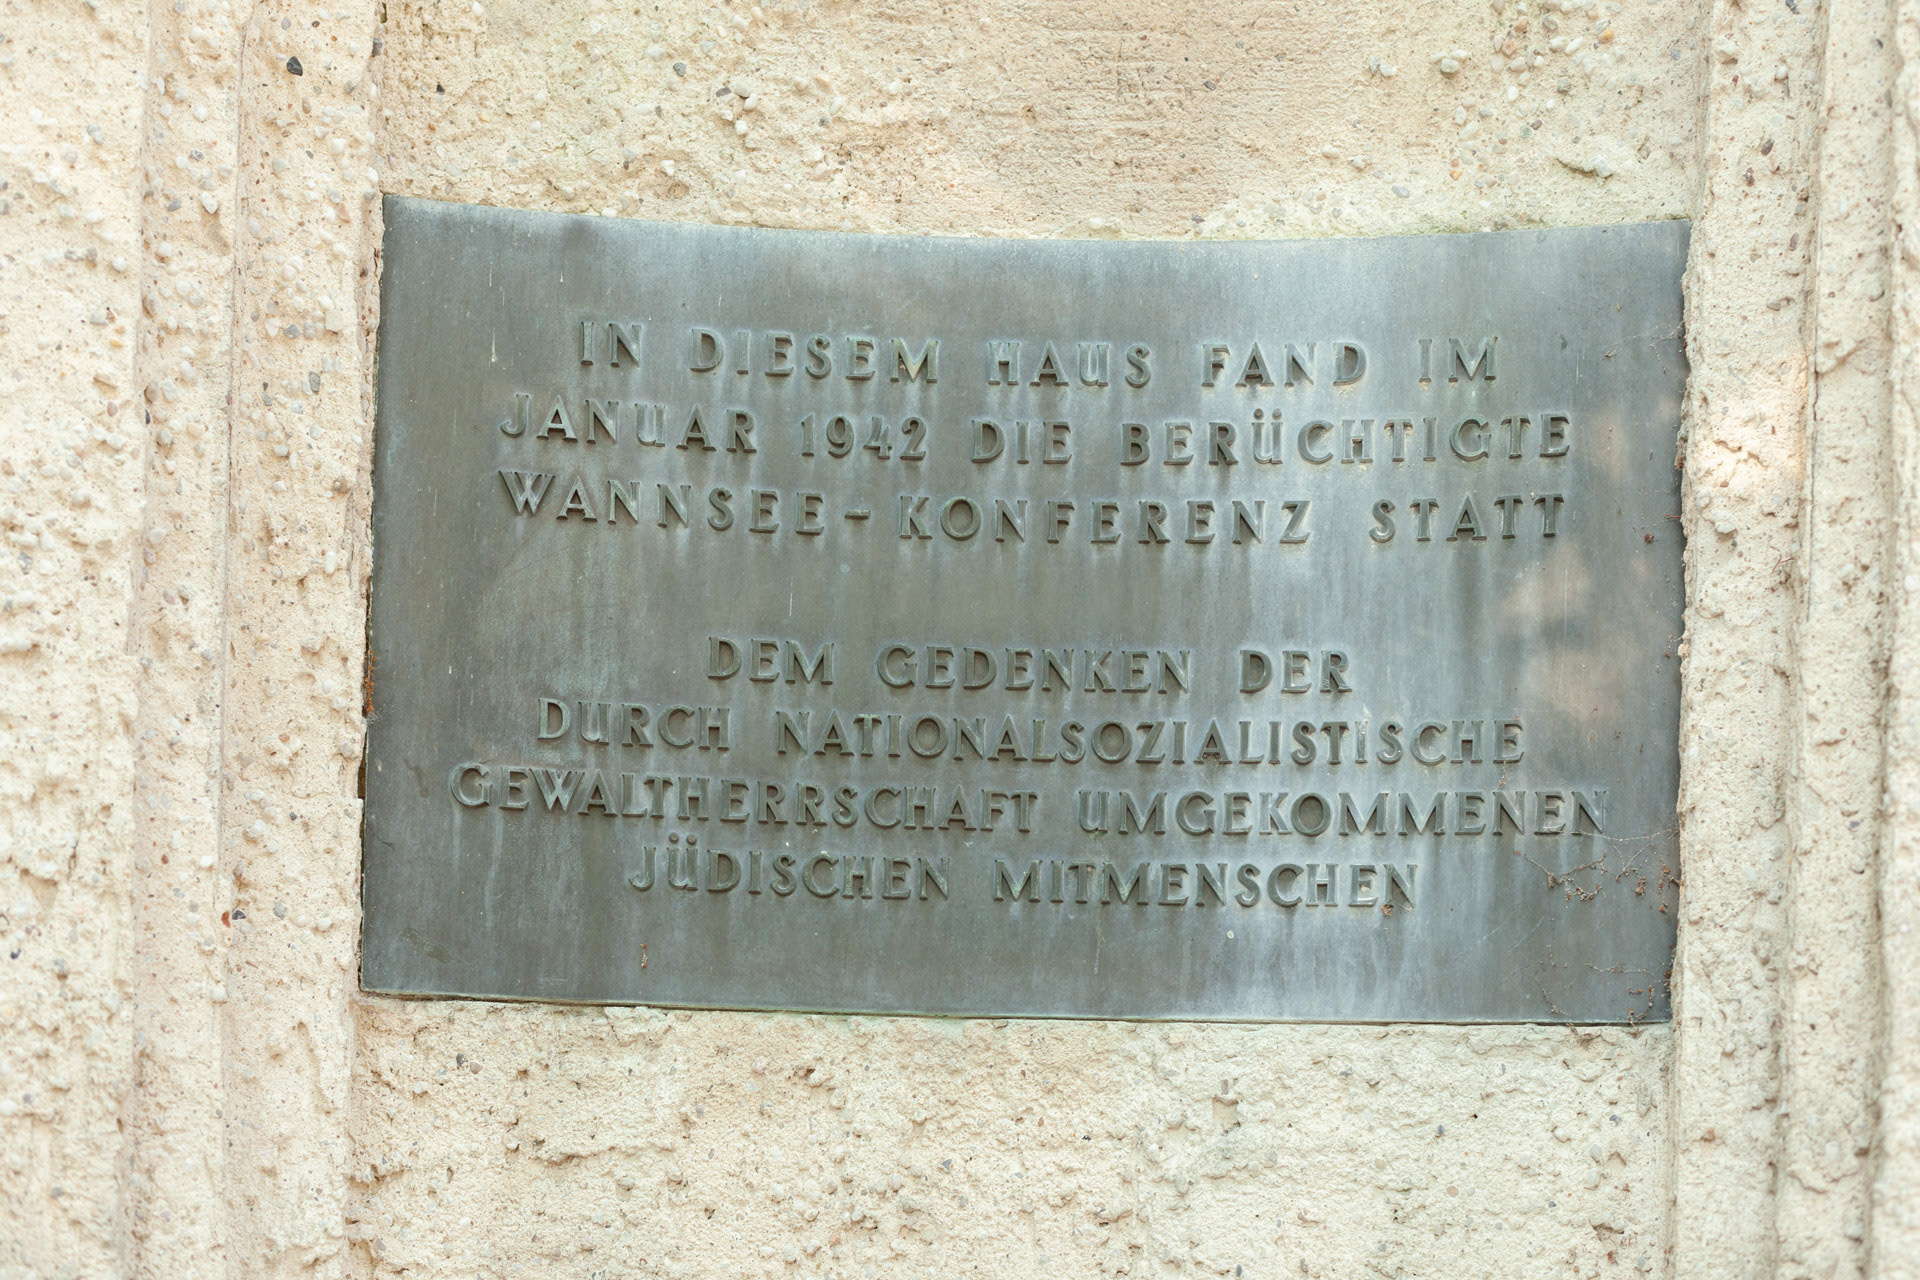 IN DIESEM HAUS FAND IM
JANUAR 1942 DIE BERÜCHTIGTE
WANNSEE-KONFERENZ STATT
DEM GEDENKEN DER
DURCH NATIONALSOZIALISTISCHE
GEWALTHERRSCHAFT UMGEKOMMENEN
JÜDISCHEN MITMENSCHEN